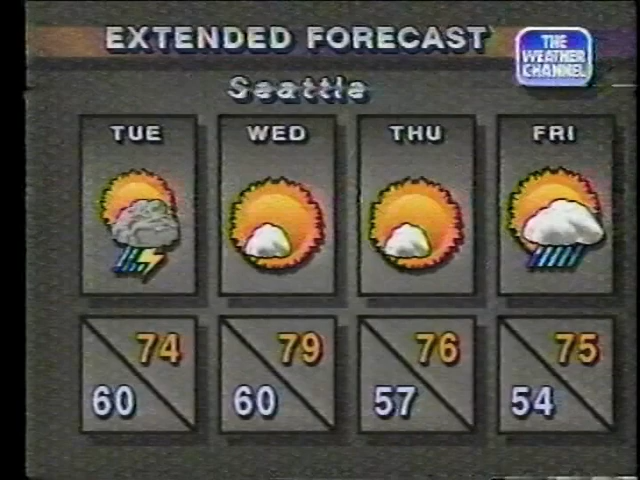 EXTENDED FORECAST
THE
WEATHER
CHANNEL
Seattle
TUE WED THU FRI
74 79 76 75
60 60 57 54